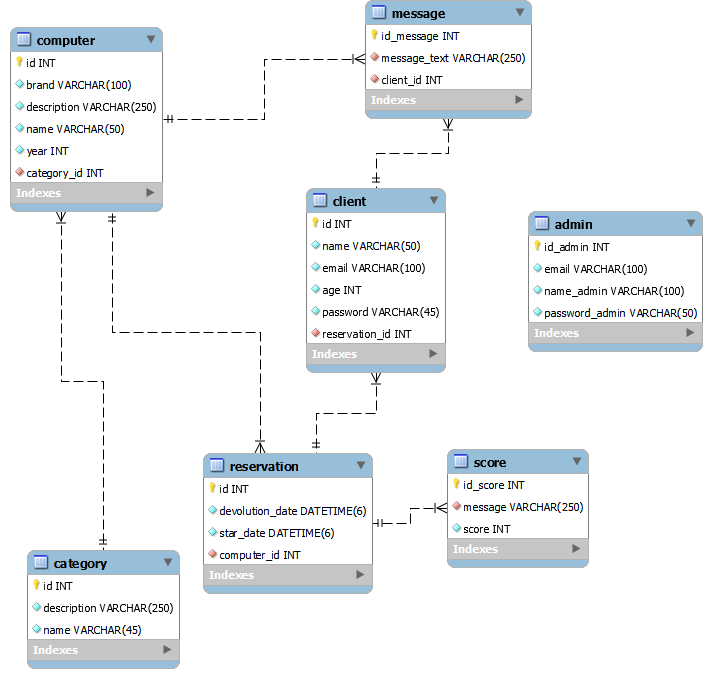 computer
id INT
brand VARCHAR(100)
description VARCHAR(250)
name VARCHAR(50)
year INT
category_id INT
Indexes
message
id_message INT
message_text VARCHAR(250)
client_id INT
Indexes
client
id INT
name VARCHAR(50)
email VARCHAR(100)
age INT
password VARCHAR(45)
reservation_id INT
Indexes
admin
id_admin INT
email VARCHAR(100)
name_admin VARCHAR(100)
password_admin VARCHAR(50)
Indexes
reservation
id INT
devolution_date DATETIME(6)
star_date DATETIME(6)
computer_id INT
Indexes
score
id_score INT
message VARCHAR(250)
score INT
Indexes
category
id INT
description VARCHAR(250)
name VARCHAR(45)
Indexes